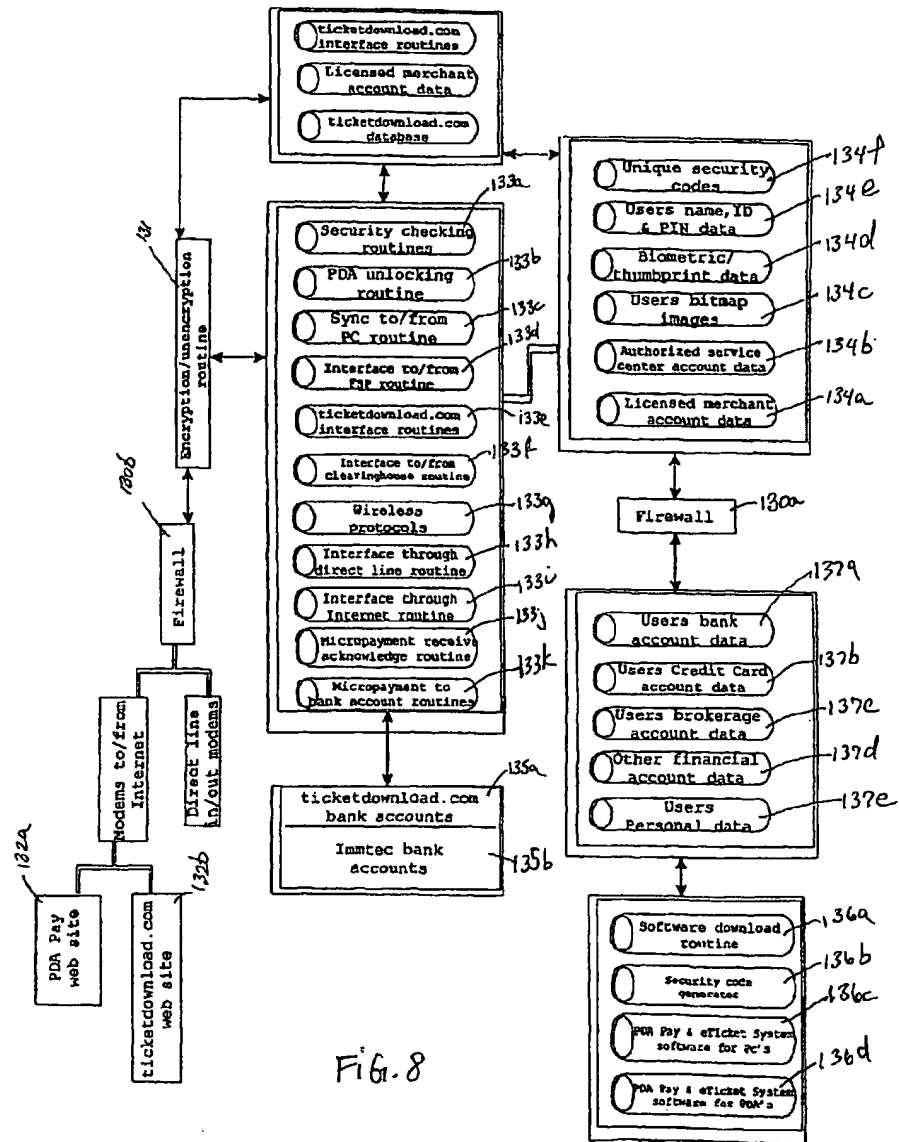 ticketdownload.com
interface routines
Licensed merchant
account data
ticketdownload.com
database
133a
Security checking
routines
133b
PDA unlocking
routine
133c
Sync to/from
PC routine
133d
Interface to/from
FSP routine
ticketdownload.com
interface routines
133e
Interface to/from
Clearinghouse routine
133f
Wireless
protocols
133g
Interface through
direct line routine
133h
Interface through
Internet routine
133i
Micropayment receive
acknowledge routine
133j
Micropayment to
bank account routines
133k
ticketdownload.com
bank accounts
135a
Immtec bank
accounts
135b
131
Encryption/unencryption
routine
130b
Firewall
Modems to/from
Internet
Direct line
in/out modems
132a
PDA Pay
web site
132b
ticketdownload.com
web site
Unique security
codes
134f
Users name, ID
& PIN data
134e
Biometric/
thumbprint data
134d
Users bitmap
images
134c
Authorized service
center account data
134b
Licensed merchant
account data
134a
Firewall
130a
Users bank
account data
137a
Users Credit Card
account data
137b
Users brokerage
account data
137c
Other financial
account data
137d
Users
Personal data
137e
Software download
routine
136a
Security code
generator
136b
PDA Pay & eTicket System
software for PC's
136c
PDA Pay & eTicket System
software for PDA's
136d
FIG. 8